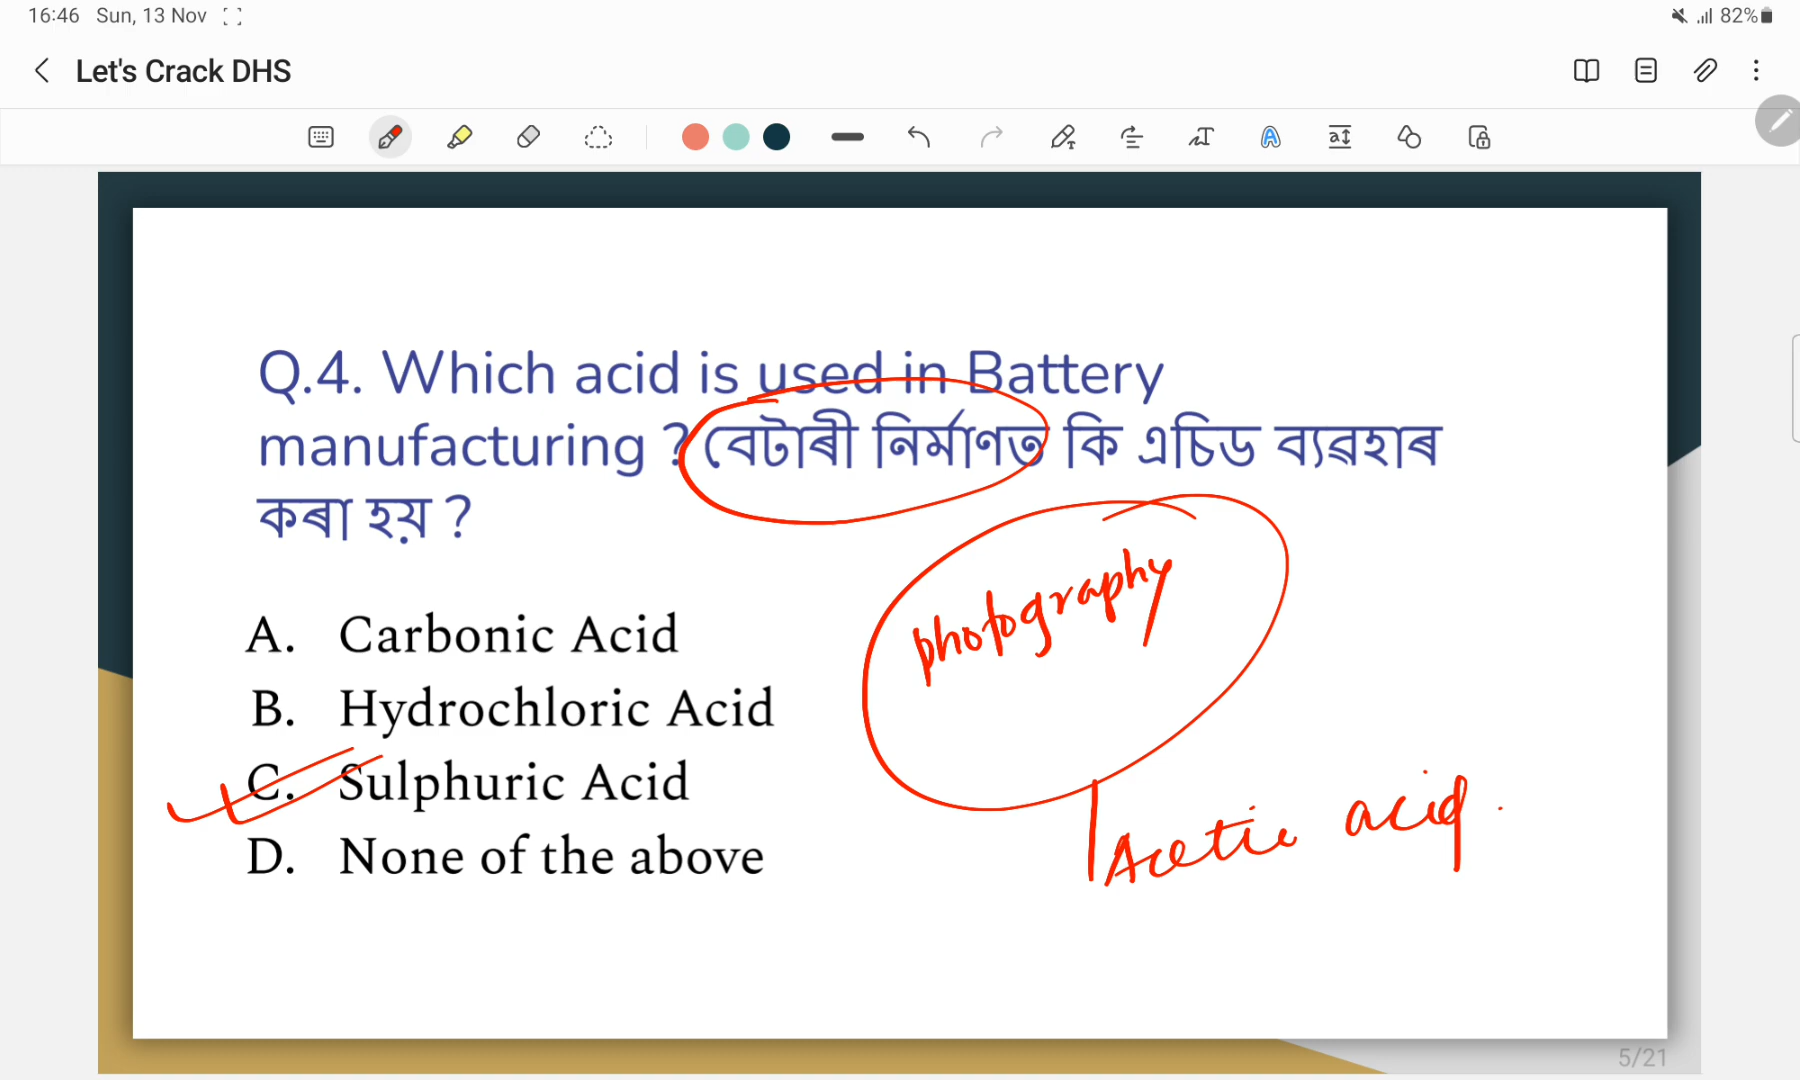 16:46 Sun, 13 Nov
82%
Let's Crack DHS
Q.4. Which acid is used in Battery
manufacturing ? (বেটাৰী নিৰ্মাণত কি এচিড ব্যৱহাৰ
কৰা হয় ?
photography
A. Carbonic Acid
B. Hydrochloric Acid
C. Sulphuric Acid
Acetic acid.
D. None of the above
5/21